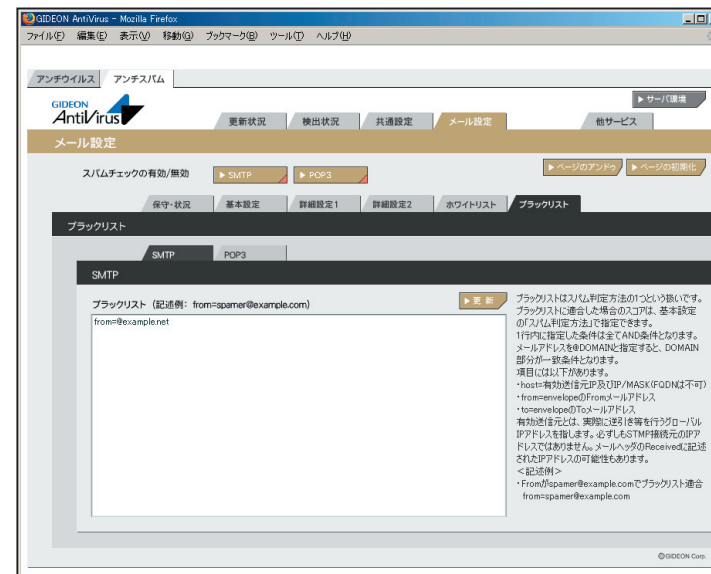 GIDEON AntiVirus - Mozilla Firefox
ファイル(F) 編集(E) 表示(V) 移動(G) ブックマーク(B) ツール(T) ヘルプ(H)
アンチウイルス アンチスパム
▶ サーバ環境
GIDEON
AntiVirus
更新状況 検出状況 共通設定 メール設定 他サービス
メール設定
スパムチェックの有効/無効 ▶ SMTP ▶ POP3 ▶ ページのアンドゥ ▶ ページの初期化
保守・状況 基本設定 詳細設定1 詳細設定2 ホワイトリスト ブラックリスト
ブラックリスト
SMTP POP3
SMTP
ブラックリスト（記述例： from=spamer@example.com) ▶ 更 新
from=@example.net
ブラックリストはスパム判定方法の1つという扱いです。
ブラックリストに適合した場合のスコアは、基本設定
の「スパム判定方法」で指定できます。
1行内に指定した条件は全てAND条件となります。
メールアドレスを@DOMAINと指定すると、DOMAIN
部分が一致条件となります。
項目には以下があります。
・host=有効送信元IP及びIP/MASK(FQDNは不可)
・from=envelopeのFromメールアドレス
・to=envelopeのToメールアドレス
有効送信元とは、実際に逆引き等を行うグローバル
IPアドレスを指します。必ずしもSTMP接続元のIPア
ドレスではありません。メールヘッダのReceivedに記述
されたIPアドレスの可能性もあります。
＜記述例＞
・Fromがspamer@example.comでブラックリスト適合
from=spamer@example.com
©GIDEON Corp.